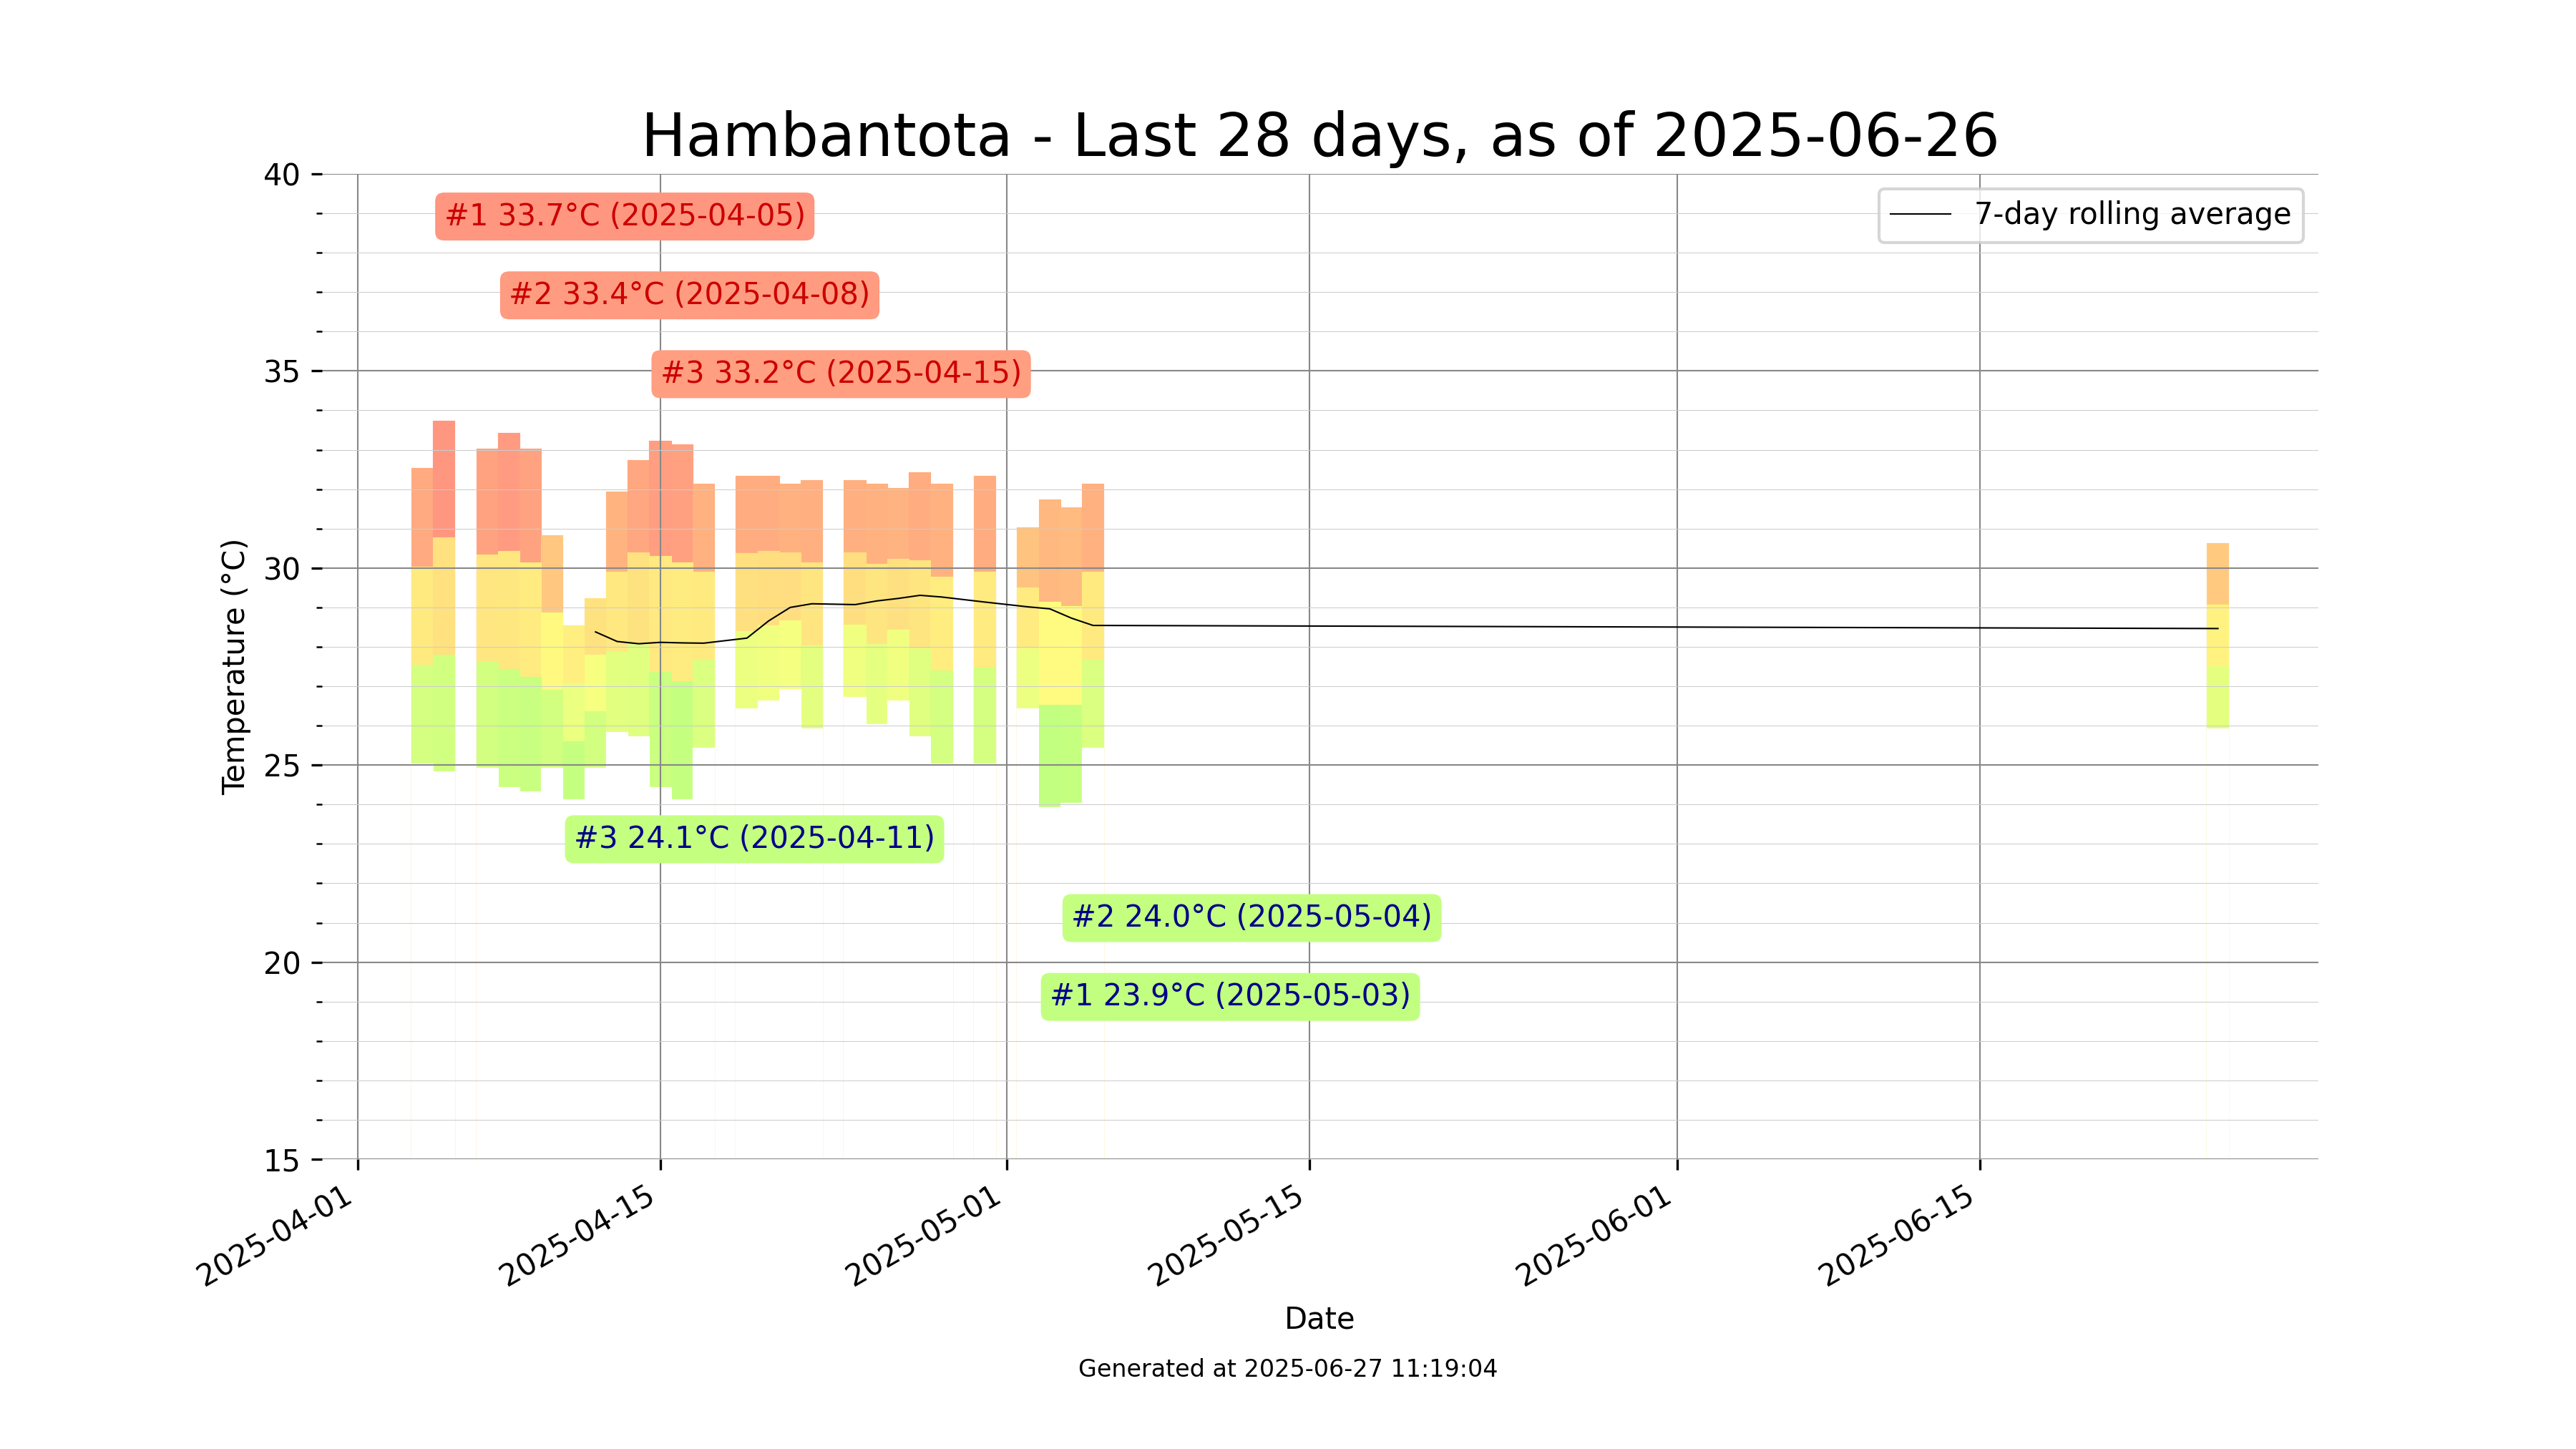 Hambantota - Last 28 days, as of 2025-06-26
40
35
30
25
20
15
Temperature (°C)
7-day rolling average
#1 33.7°C (2025-04-05)
#2 33.4°C (2025-04-08)
#3 33.2°C (2025-04-15)
#3 24.1°C (2025-04-11)
#2 24.0°C (2025-05-04)
#1 23.9°C (2025-05-03)
2025-04-01
2025-04-15
2025-05-01
2025-05-15
2025-06-01
2025-06-15
Date
Generated at 2025-06-27 11:19:04